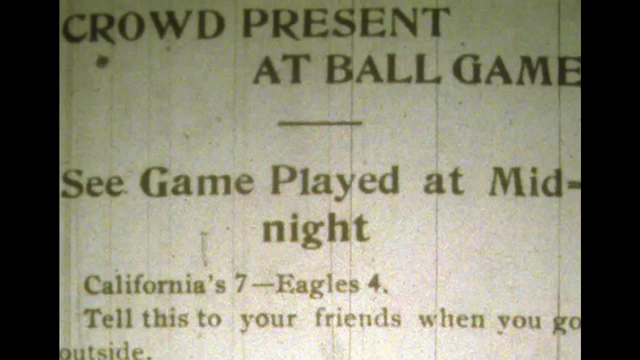 CROWD PRESENT
AT BALL GAME
See Game Played at Mid-
night
California's 7—Eagles 4.
Tell this to your friends when you go
outside.